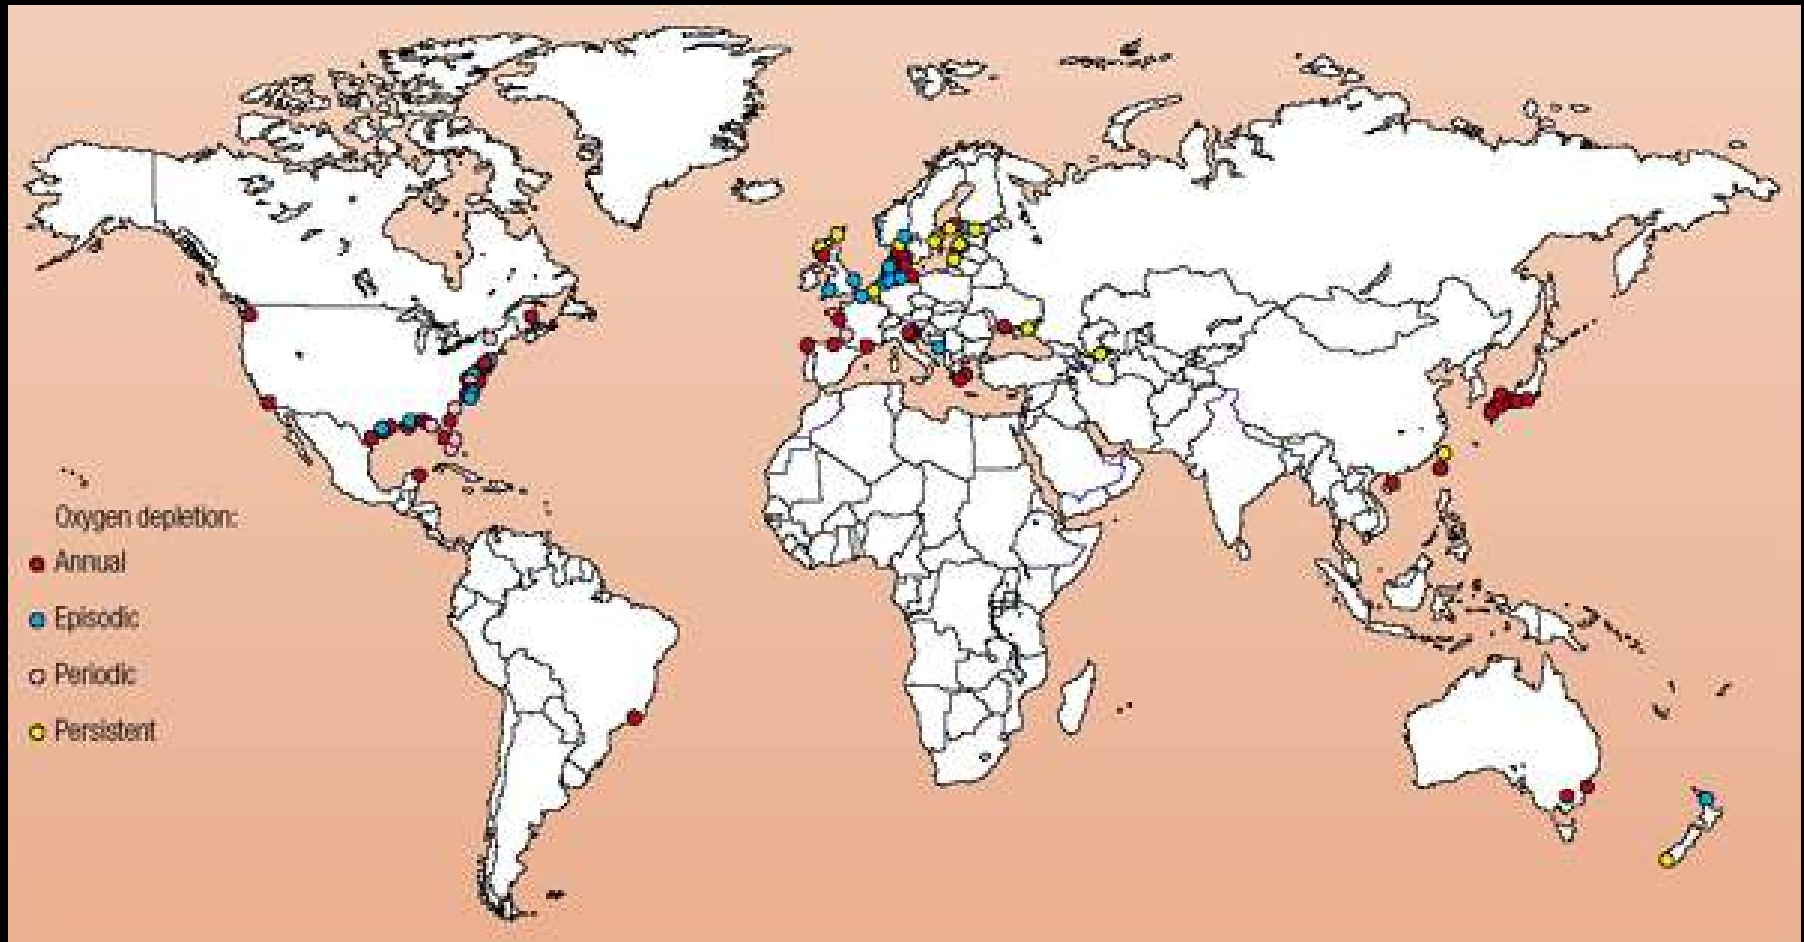 Oxygen depletion:
Annual
Episodic
Periodic
Persistent